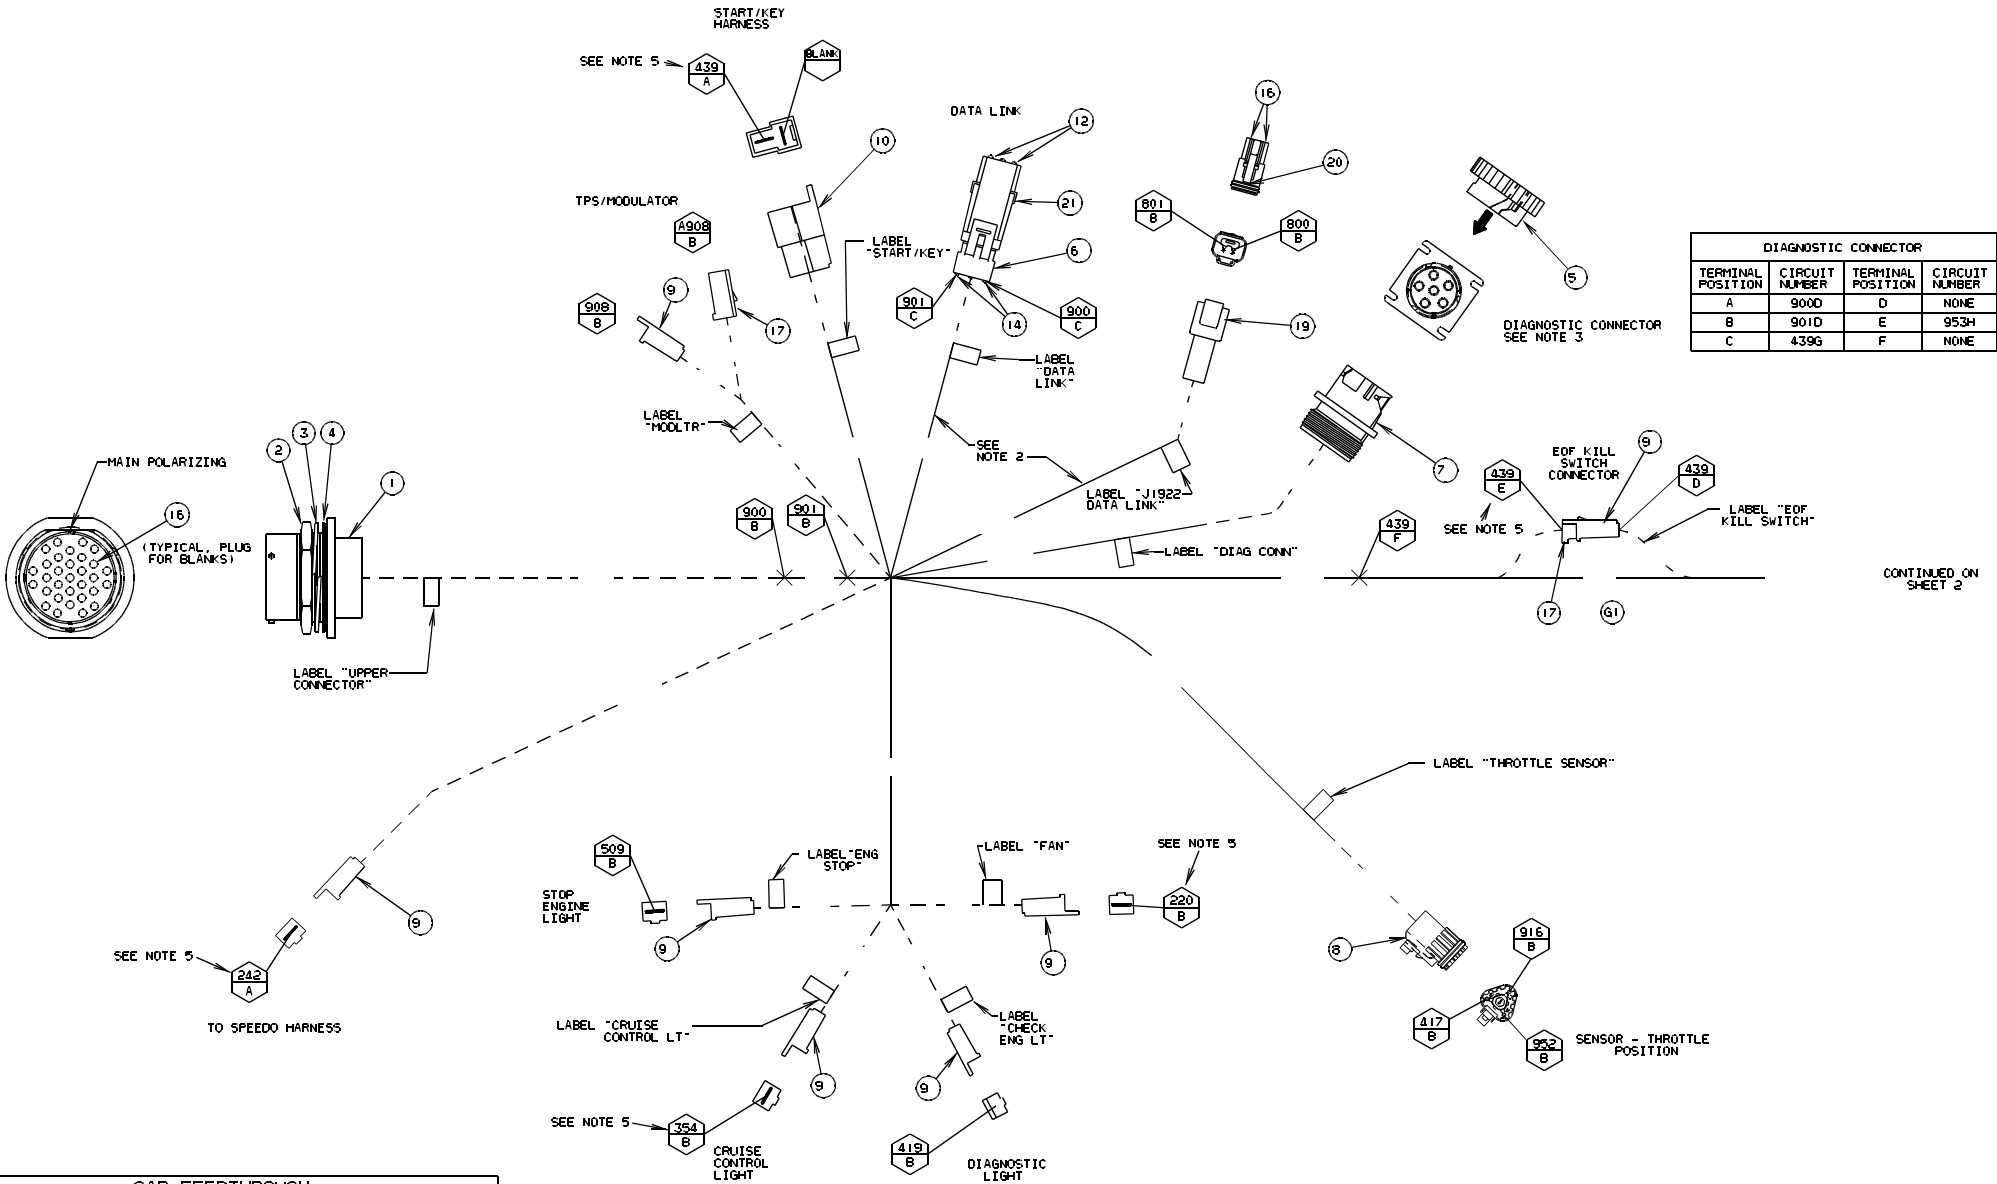 START/KEY
HARNESS
SEE NOTE 5
439
A
BLANK
DATA LINK
12
16
10
20
TPS/MODULATOR
A908
B
21
801
B
800
B
LABEL
"START/KEY"
6
5
9
908
B
17
901
C
14
900
C
19
DIAGNOSTIC CONNECTOR
SEE NOTE 3
DIAGNOSTIC CONNECTOR
TERMINAL POSITION CIRCUIT NUMBER TERMINAL POSITION CIRCUIT NUMBER
A 900D D NONE
B 901D E 953H
C 439G F NONE
LABEL
"DATA
LINK"
LABEL
"MODLTR"
SEE
NOTE 2
7
LABEL "J1922
DATA LINK"
EOF KILL
SWITCH
CONNECTOR
9
439
E
439
D
SEE NOTE 5
LABEL "EOF
KILL SWITCH"
MAIN POLARIZING
2
3
4
1
16
(TYPICAL, PLUG
FOR BLANKS)
900
B
901
B
439
F
LABEL "DIAG CONN"
CONTINUED ON
SHEET 2
17
G1
LABEL "UPPER
CONNECTOR"
LABEL "THROTTLE SENSOR"
509
B
LABEL "ENG
STOP"
LABEL "FAN"
SEE NOTE 5
STOP
ENGINE
LIGHT
220
B
9
9
9
8
916
B
SEE NOTE 5
242
A
TO SPEEDO HARNESS
LABEL "CRUISE
CONTROL LT"
LABEL
"CHECK
ENG LT"
417
B
952
B
SENSOR - THROTTLE
POSITION
9
9
SEE NOTE 5
354
B
CRUISE
CONTROL
LIGHT
419
B
DIAGNOSTIC
LIGHT